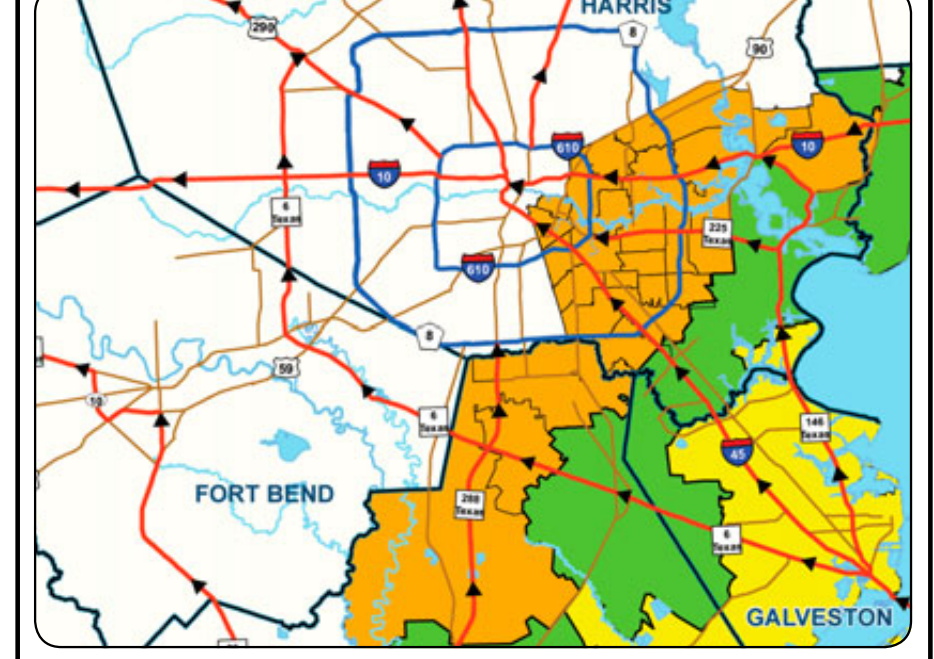 HARRIS
290
8
90
610
10
10
6
Texas
225
Texas
610
8
59
10
6
Texas
146
Texas
45
FORT BEND
288
Texas
6
Texas
GALVESTON